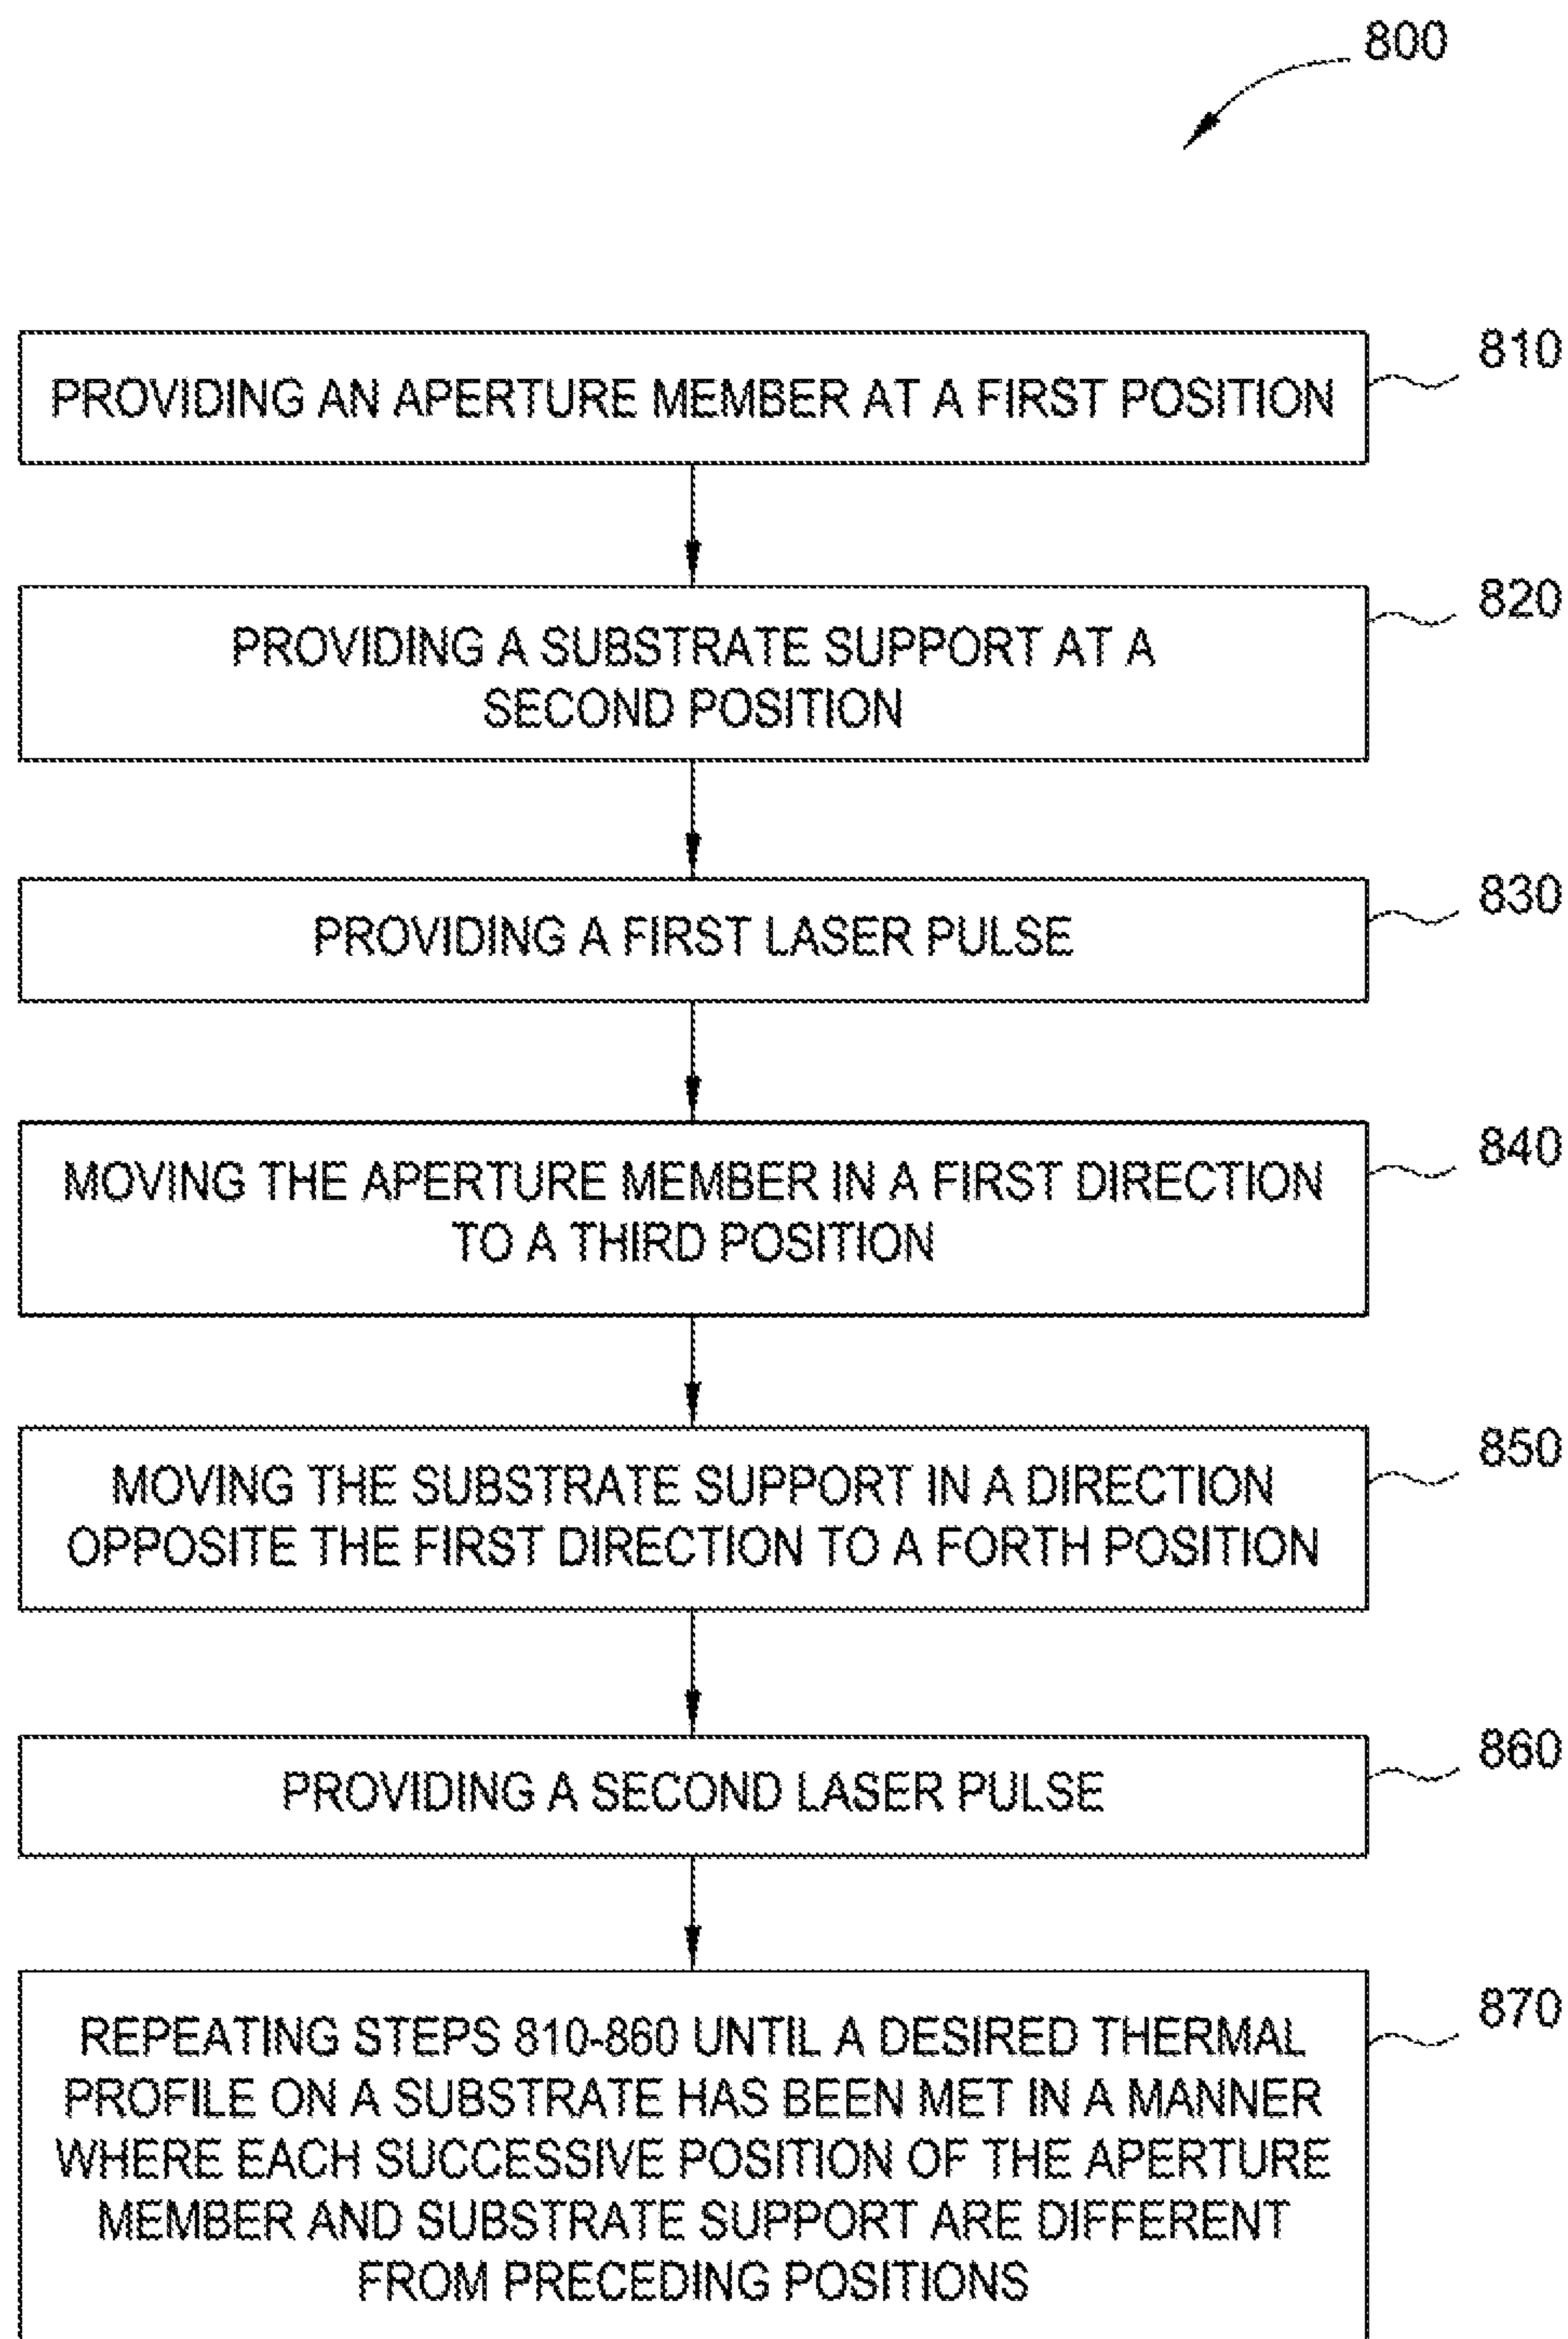 800
PROVIDING AN APERTURE MEMBER AT A FIRST POSITION
810
PROVIDING A SUBSTRATE SUPPORT AT A
SECOND POSITION
820
PROVIDING A FIRST LASER PULSE
830
MOVING THE APERTURE MEMBER IN A FIRST DIRECTION
TO A THIRD POSITION
840
MOVING THE SUBSTRATE SUPPORT IN A DIRECTION
OPPOSITE THE FIRST DIRECTION TO A FORTH POSITION
850
PROVIDING A SECOND LASER PULSE
860
REPEATING STEPS 810-860 UNTIL A DESIRED THERMAL
PROFILE ON A SUBSTRATE HAS BEEN MET IN A MANNER
WHERE EACH SUCCESSIVE POSITION OF THE APERTURE
MEMBER AND SUBSTRATE SUPPORT ARE DIFFERENT
FROM PRECEDING POSITIONS
870